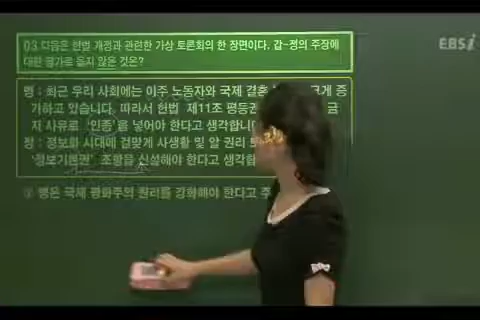 03 다음은 헌법 개정과 관련한 가상 토론회의 한 장면이다. 갑~정의 주장에
대한 평가로 옳지 않은 것은?
EBSi
병 : 최근 우리 사회에는 이주 노동자와 국제 결혼 크게 증
가하고 있습니다. 따라서 헌법 제11조 평등권 금
지 사유로 '인종'을 넣어야 한다고 생각합니
정 : 정보화 시대에 걸맞게 사생활 및 알 권리
'정보기본권' 조항을 신설해야 한다고 생각합
③ 병은 국제 평화주의 원리를 강화해야 한다고 주